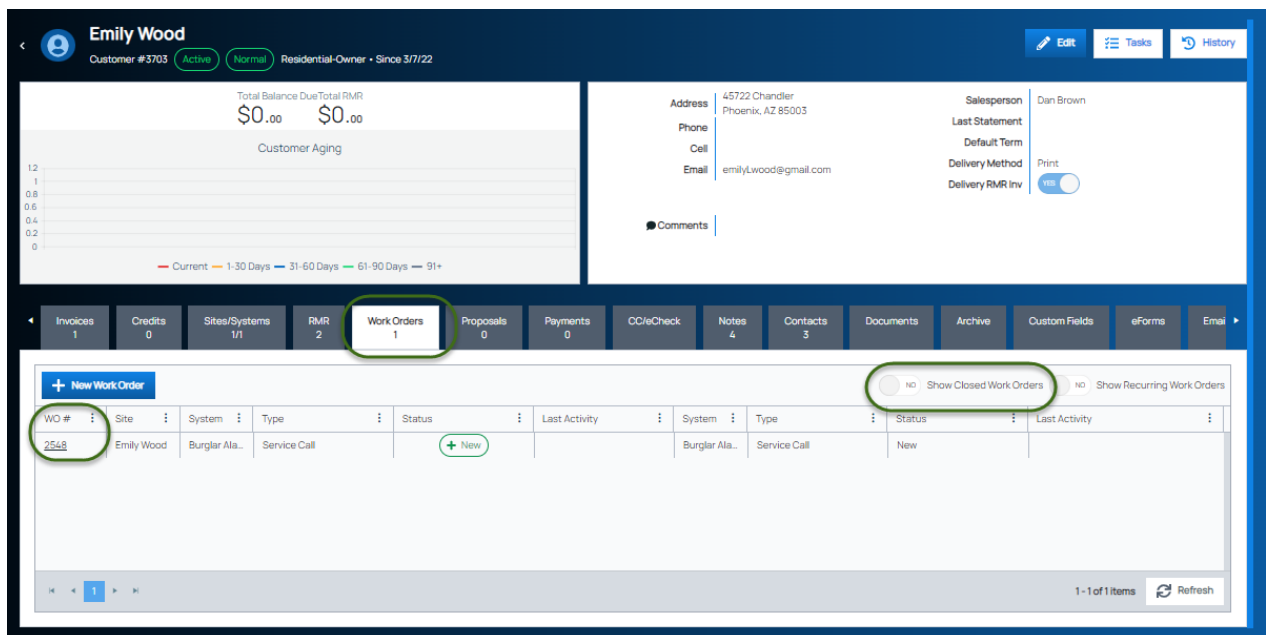 Emily Wood
Customer #3703 Active Normal Residential-Owner • Since 3/7/22
Edit Tasks History
Total Balance Due Total RMR
$0.00 $0.00
Customer Aging
1.2
1
0.8
0.6
0.4
0.2
0
Current 1-30 Days 31-60 Days 61-90 Days 91+
Address 45722 Chandler
Phoenix, AZ 85003
Phone
Cell
Email emilyLwood@gmail.com
Comments
Salesperson Dan Brown
Last Statement
Default Term
Delivery Method Print
Delivery RMR Inv YES
Invoices Credits Sites/Systems RMR Work Orders Proposals Payments CC/eCheck Notes Contacts Documents Archive Custom Fields eForms Emai
1 0 1/1 2 1 0 0 4 3
+ New Work Order NO Show Closed Work Orders NO Show Recurring Work Orders
WO # Site System Type Status Last Activity System Type Status Last Activity
2548 Emily Wood Burglar Ala... Service Call + New Burglar Ala... Service Call New
1 1 - 1 of 1 items Refresh